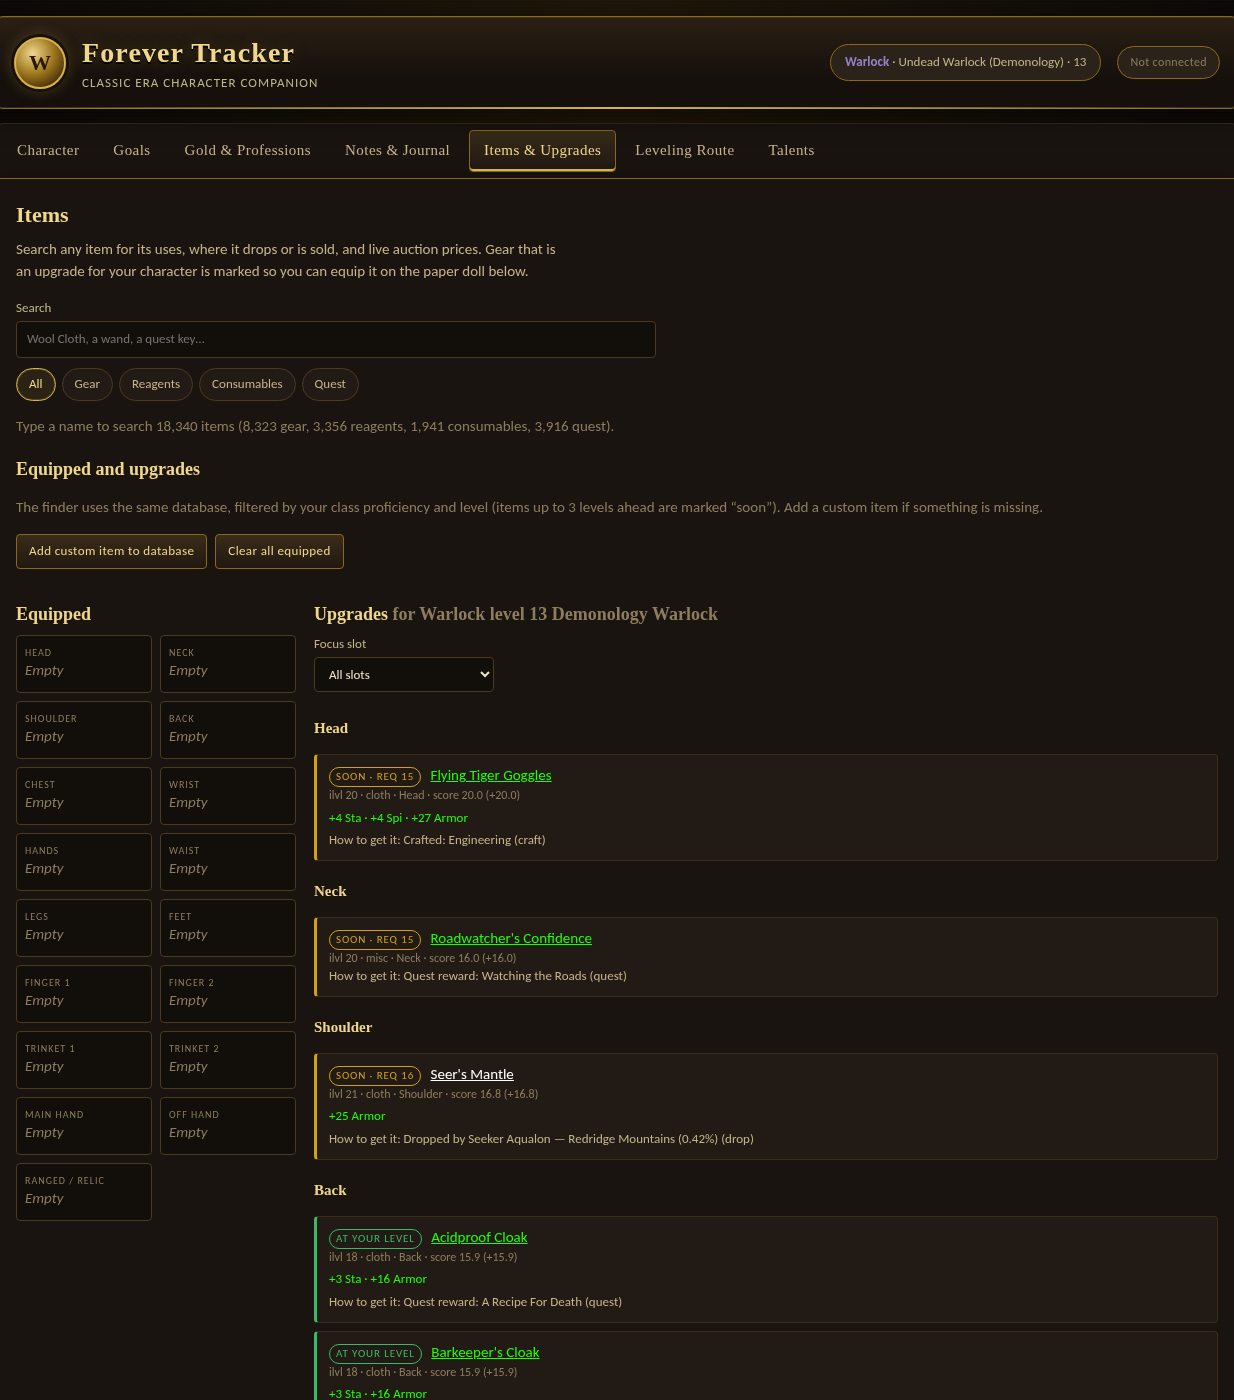 W
Forever Tracker
CLASSIC ERA CHARACTER COMPANION
Warlock · Undead Warlock (Demonology) · 13
Not connected
Character
Goals
Gold & Professions
Notes & Journal
Items & Upgrades
Leveling Route
Talents
Items
Search any item for its uses, where it drops or is sold, and live auction prices. Gear that is
an upgrade for your character is marked so you can equip it on the paper doll below.
Search
Wool Cloth, a wand, a quest key...
All
Gear
Reagents
Consumables
Quest
Type a name to search 18,340 items (8,323 gear, 3,356 reagents, 1,941 consumables, 3,916 quest).
Equipped and upgrades
The finder uses the same database, filtered by your class proficiency and level (items up to 3 levels ahead are marked “soon”). Add a custom item if something is missing.
Add custom item to database
Clear all equipped
Equipped
HEAD
Empty
NECK
Empty
SHOULDER
Empty
BACK
Empty
CHEST
Empty
WRIST
Empty
HANDS
Empty
WAIST
Empty
LEGS
Empty
FEET
Empty
FINGER 1
Empty
FINGER 2
Empty
TRINKET 1
Empty
TRINKET 2
Empty
MAIN HAND
Empty
OFF HAND
Empty
RANGED / RELIC
Empty
Upgrades for Warlock level 13 Demonology Warlock
Focus slot
All slots
Head
SOON · REQ 15 Flying Tiger Goggles
ilvl 20 · cloth · Head · score 20.0 (+20.0)
+4 Sta · +4 Spi · +27 Armor
How to get it: Crafted: Engineering (craft)
Neck
SOON · REQ 15 Roadwatcher's Confidence
ilvl 20 · misc · Neck · score 16.0 (+16.0)
How to get it: Quest reward: Watching the Roads (quest)
Shoulder
SOON · REQ 16 Seer's Mantle
ilvl 21 · cloth · Shoulder · score 16.8 (+16.8)
+25 Armor
How to get it: Dropped by Seeker Aqualon — Redridge Mountains (0.42%) (drop)
Back
AT YOUR LEVEL Acidproof Cloak
ilvl 18 · cloth · Back · score 15.9 (+15.9)
+3 Sta · +16 Armor
How to get it: Quest reward: A Recipe For Death (quest)
AT YOUR LEVEL Barkeeper's Cloak
ilvl 18 · cloth · Back · score 15.9 (+15.9)
+3 Sta · +16 Armor